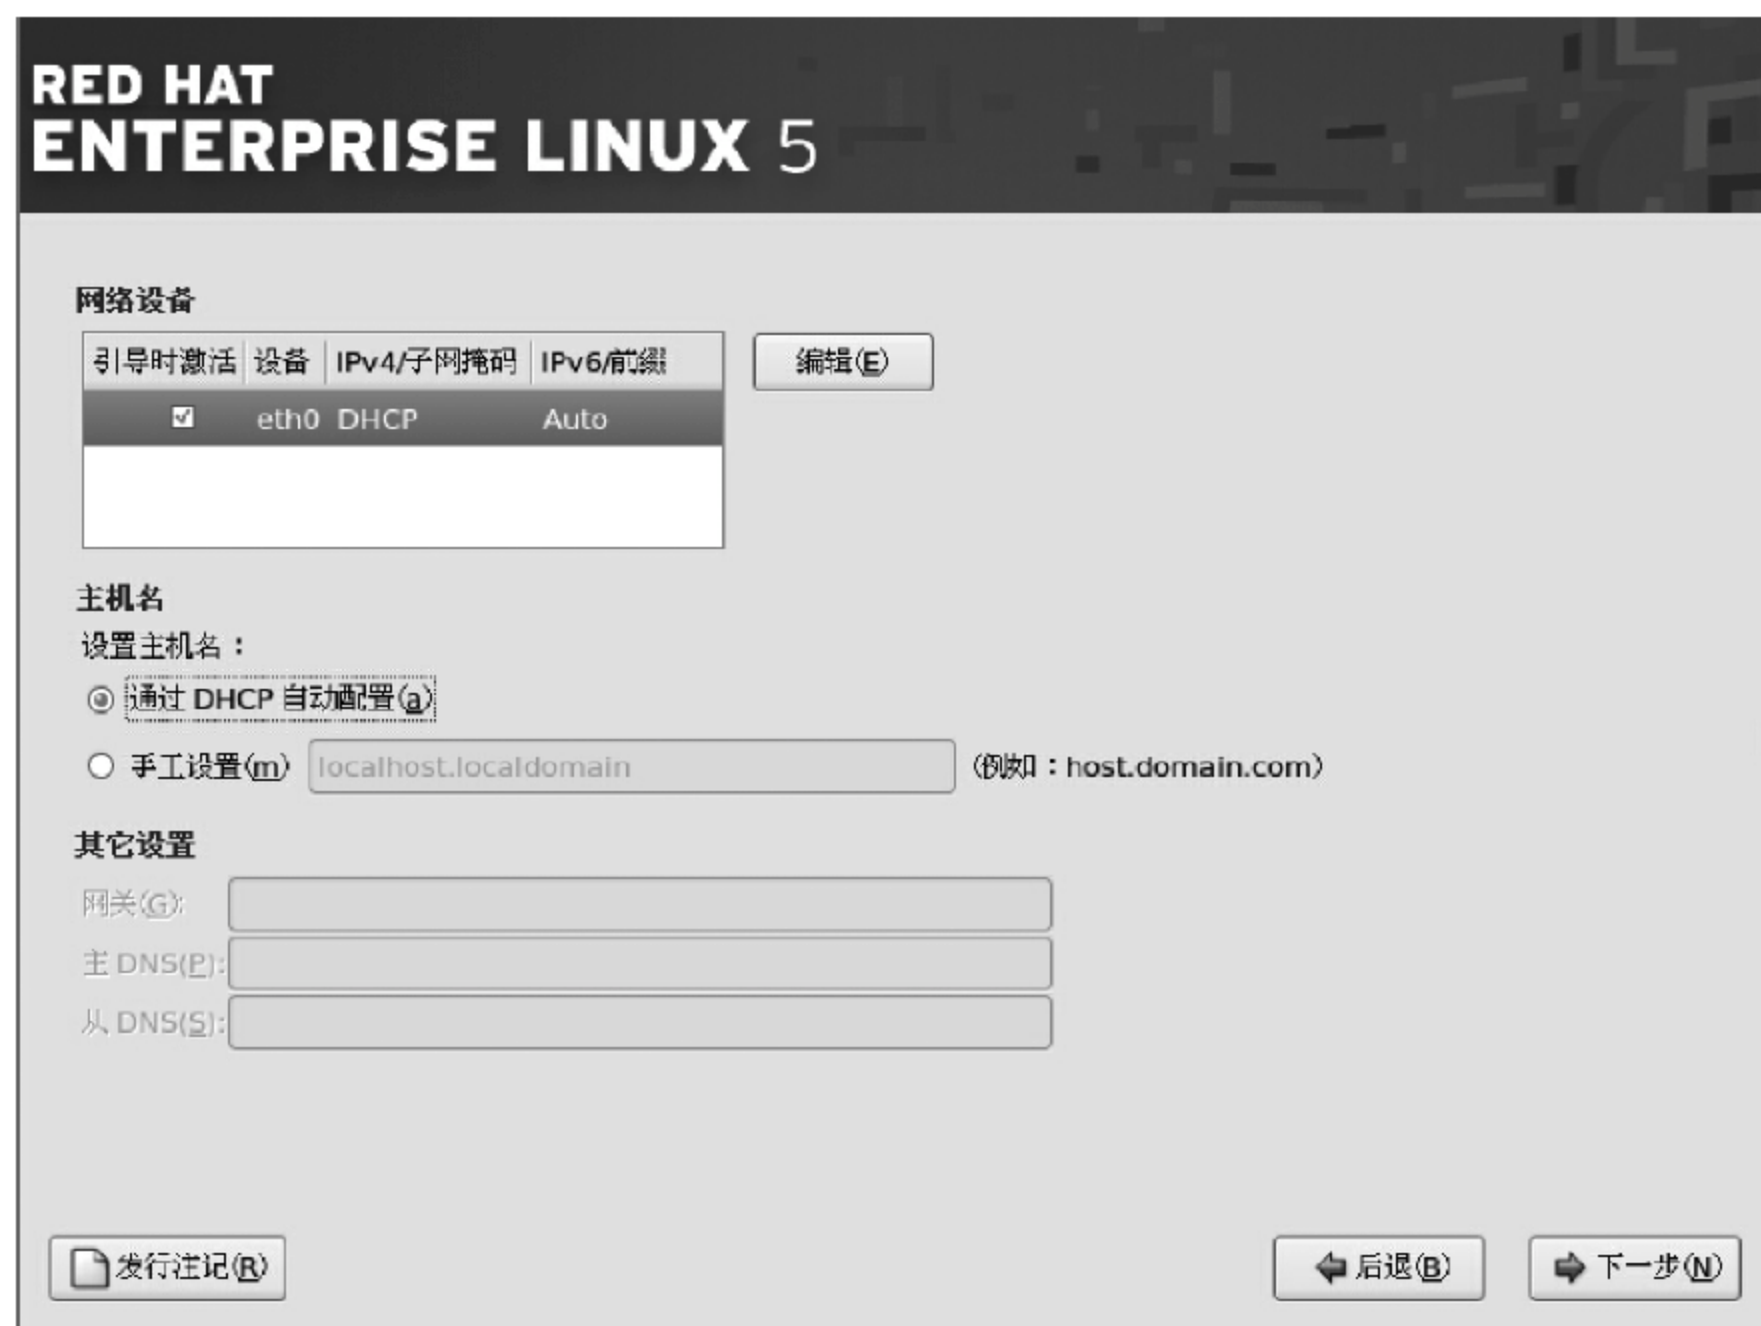 RED HAT
ENTERPRISE LINUX 5
网络设备
引导时激活 设备 IPv4/子网掩码 IPv6/前缀
编辑(E)
eth0 DHCP Auto
主机名
设置主机名：
通过 DHCP 自动配置(a)
手工设置(m) localhost.localdomain (例如：host.domain.com)
其它设置
网关(G):
主 DNS(P):
从 DNS(S):
发行注记(R) 后退(B) 下一步(N)